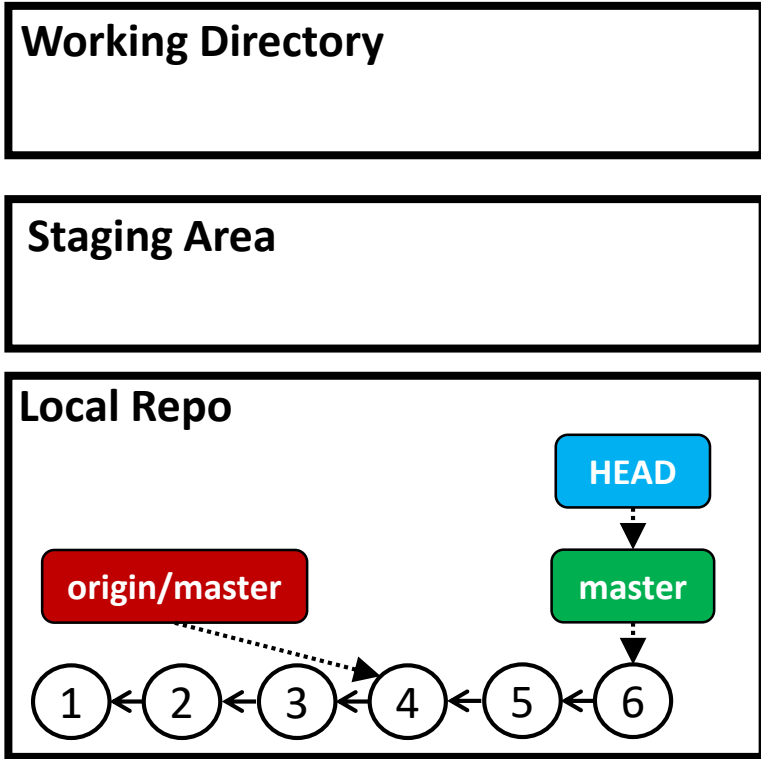 Working Directory
Staging Area
Local Repo
HEAD
origin/master
master
1
2
3
4
5
6